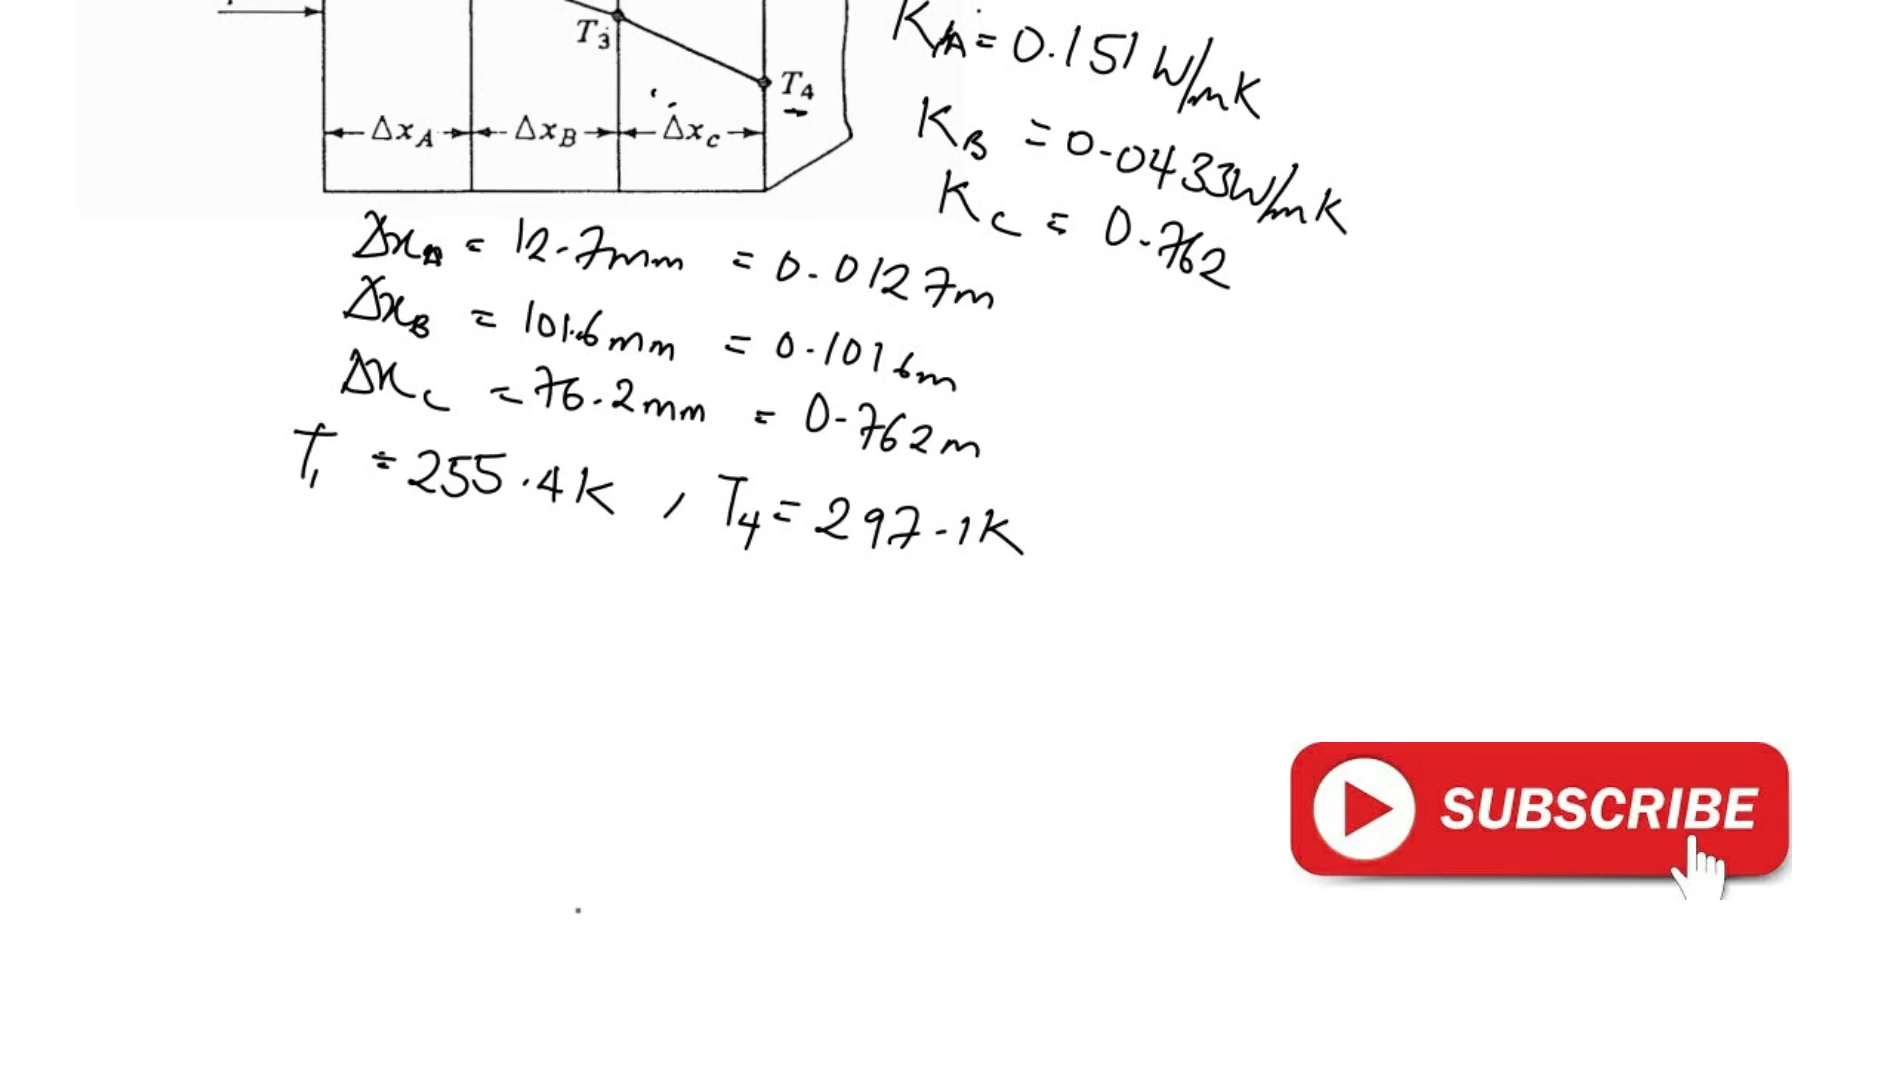 T₃
T₄
Δx_A Δx_B Δx_C
K_A = 0.151 W/mK
K_B = 0.0433W/mK
K_C = 0.762
Δx_A = 12.7mm = 0.0127m
Δx_B = 101.6mm = 0.1016m
Δx_C = 76.2mm = 0.762m
T₁ = 255.4K , T₄ = 297.1K
SUBSCRIBE